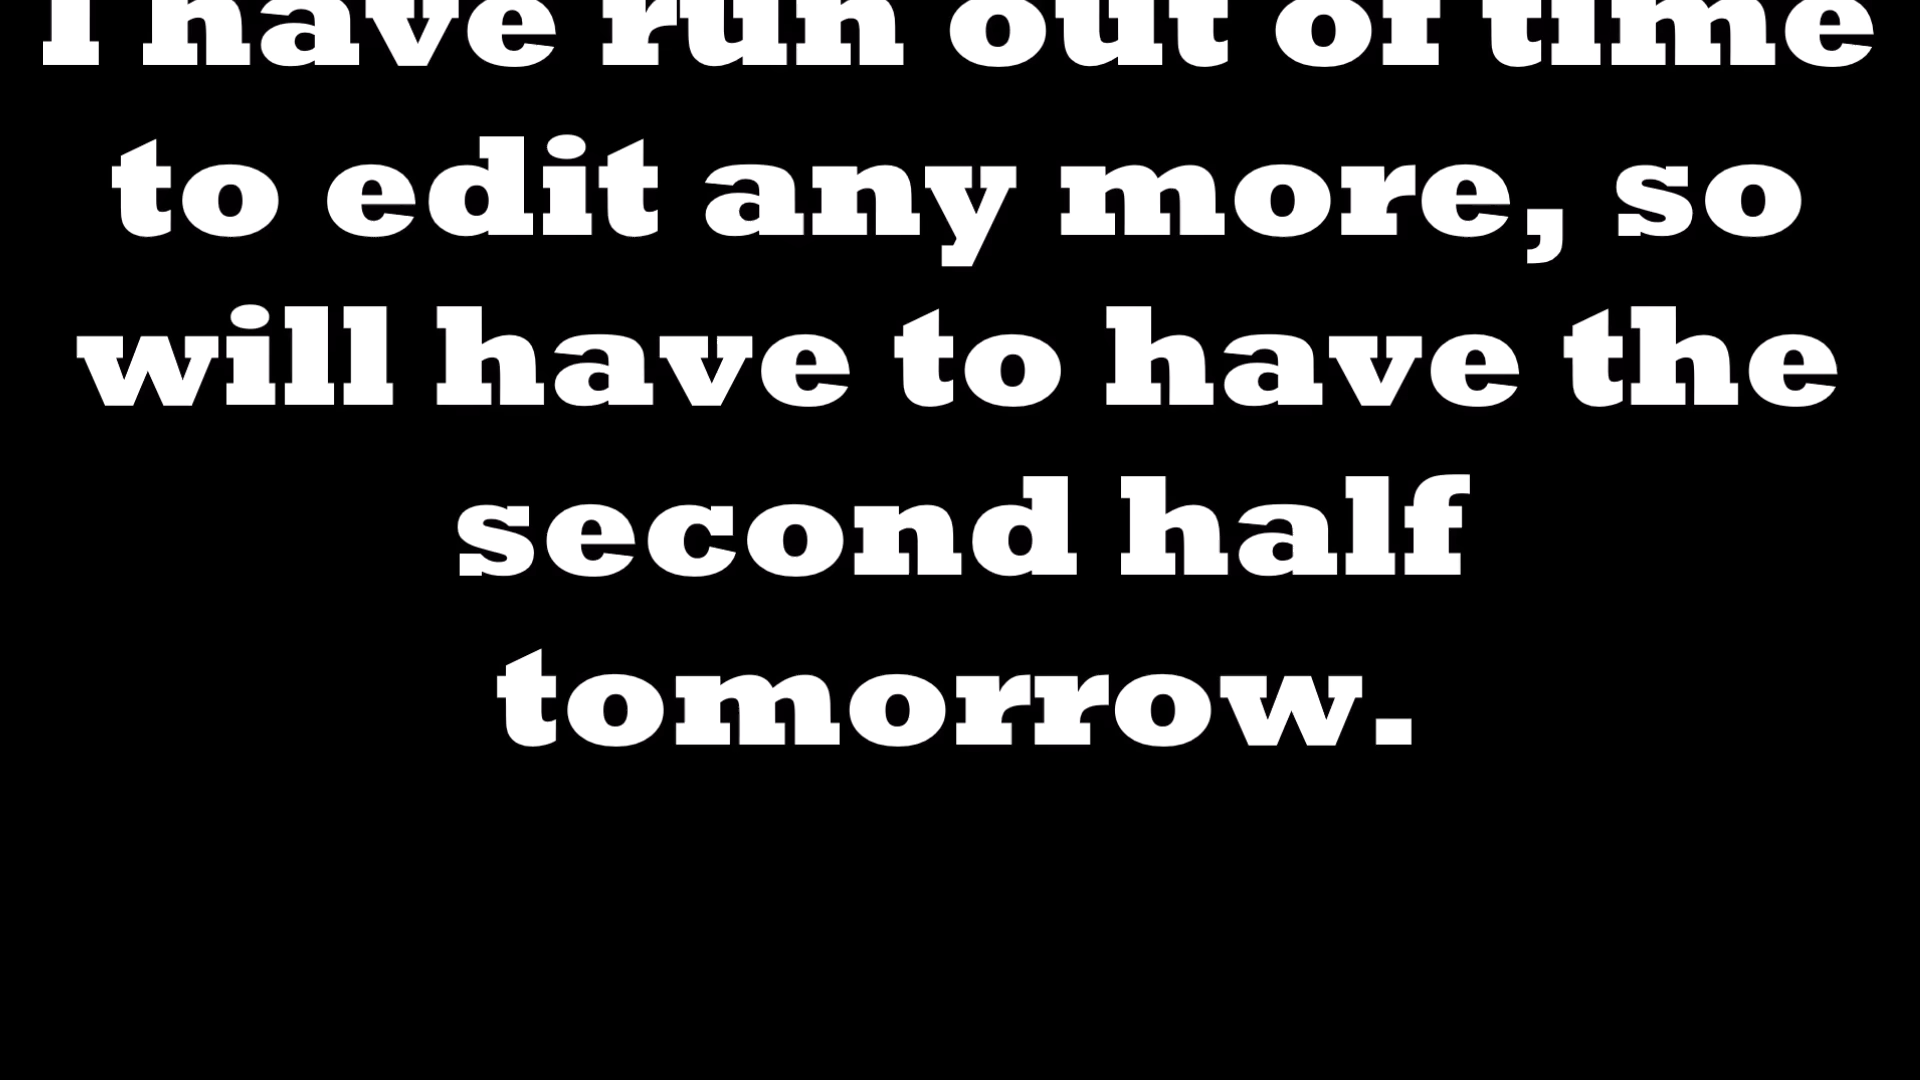 I have run out of time
to edit any more, so
will have to have the
second half
tomorrow.